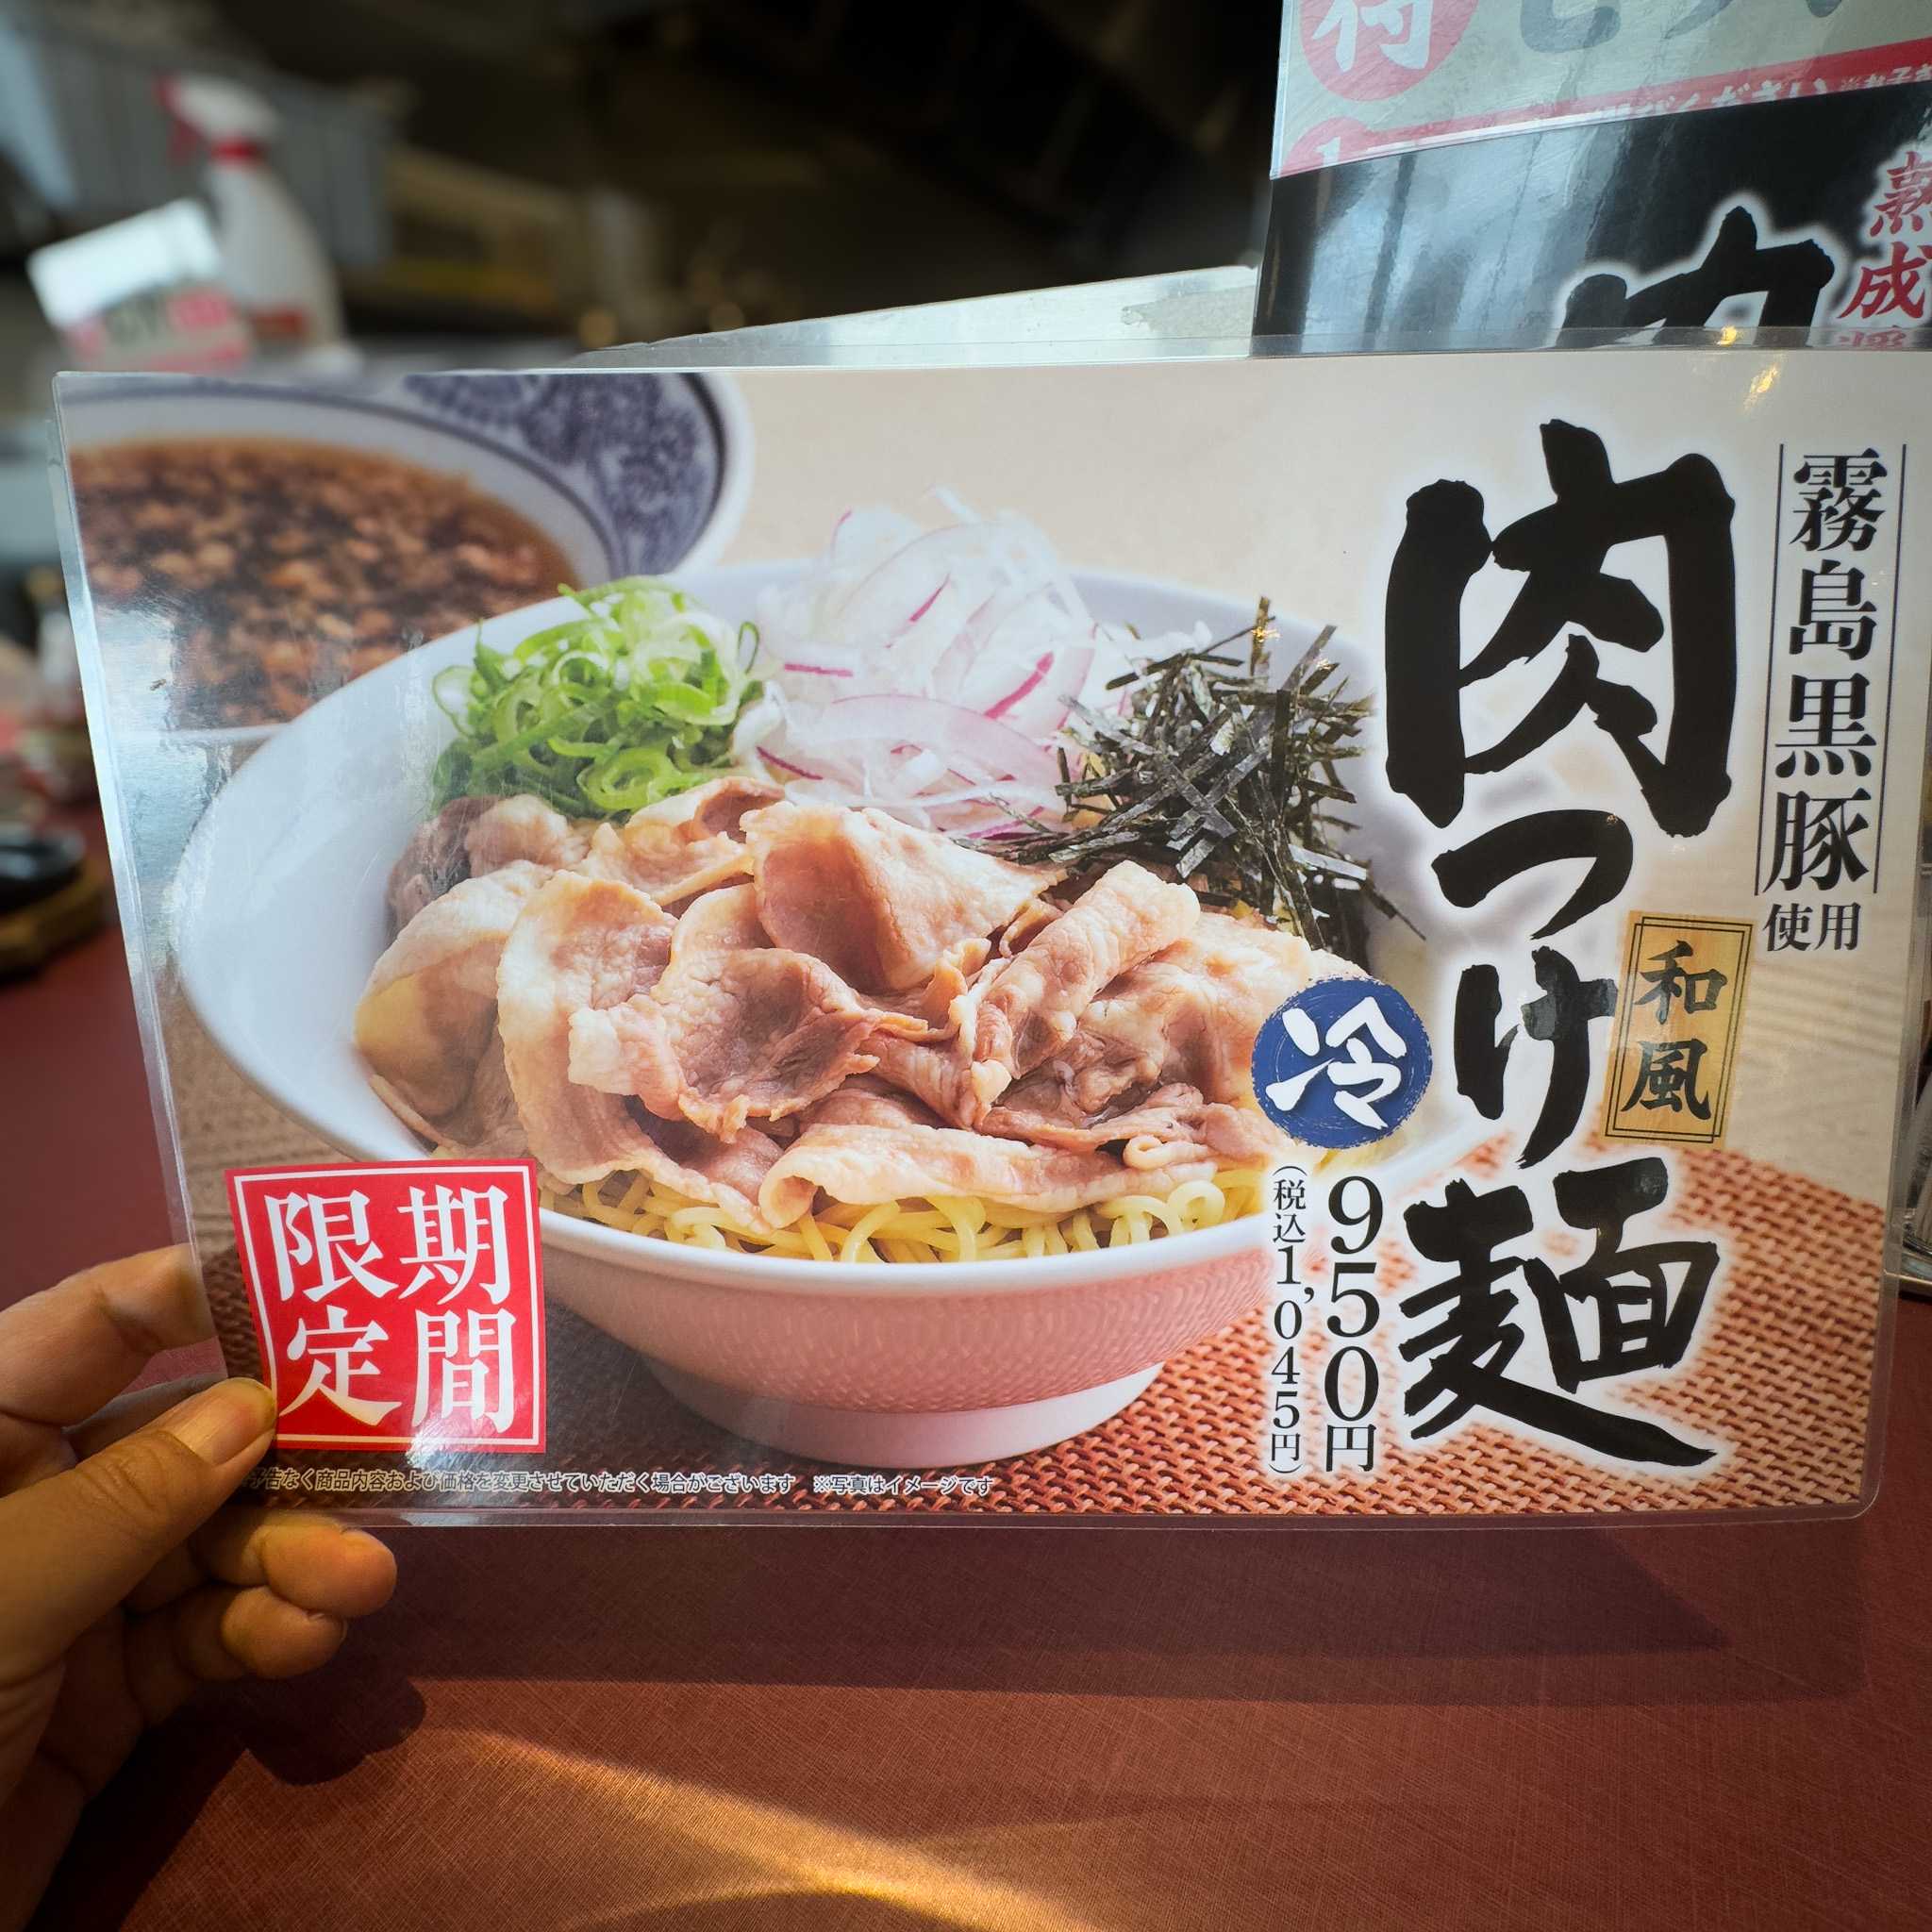 霧島黒豚使用
肉つけ麺
和風
冷
950円
(税込1,045円)
期間
限定
告なく商品内容および価格を変更させていただく場合がございます ※写真はイメージです
熟成
肉